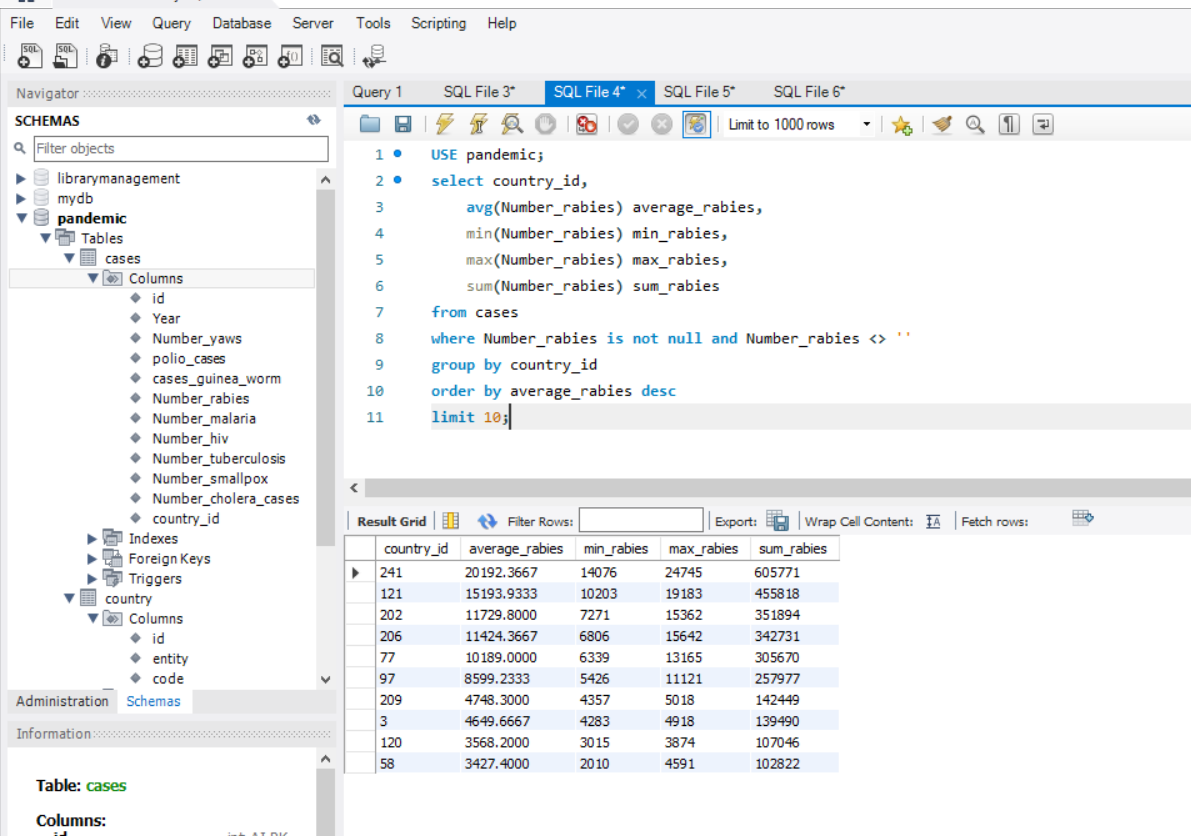 File Edit View Query Database Server Tools Scripting Help
Navigator
SCHEMAS
Filter objects
librarymanagement
mydb
pandemic
Tables
cases
Columns
id
Year
Number_yaws
polio_cases
cases_guinea_worm
Number_rabies
Number_malaria
Number_hiv
Number_tuberculosis
Number_smallpox
Number_cholera_cases
country_id
Indexes
Foreign Keys
Triggers
country
Columns
id
entity
code
Administration Schemas
Information
Table: cases
Columns:
id int AI PK
Query 1 SQL File 3* SQL File 4* SQL File 5* SQL File 6*
Limit to 1000 rows
1 USE pandemic;
2 select country_id,
3 avg(Number_rabies) average_rabies,
4 min(Number_rabies) min_rabies,
5 max(Number_rabies) max_rabies,
6 sum(Number_rabies) sum_rabies
7 from cases
8 where Number_rabies is not null and Number_rabies <> ''
9 group by country_id
10 order by average_rabies desc
11 limit 10;
Result Grid Filter Rows: Export: Wrap Cell Content: Fetch rows:
country_id average_rabies min_rabies max_rabies sum_rabies
241 20192.3667 14076 24745 605771
121 15193.9333 10203 19183 455818
202 11729.8000 7271 15362 351894
206 11424.3667 6806 15642 342731
77 10189.0000 6339 13165 305670
97 8599.2333 5426 11121 257977
209 4748.3000 4357 5018 142449
3 4649.6667 4283 4918 139490
120 3568.2000 3015 3874 107046
58 3427.4000 2010 4591 102822